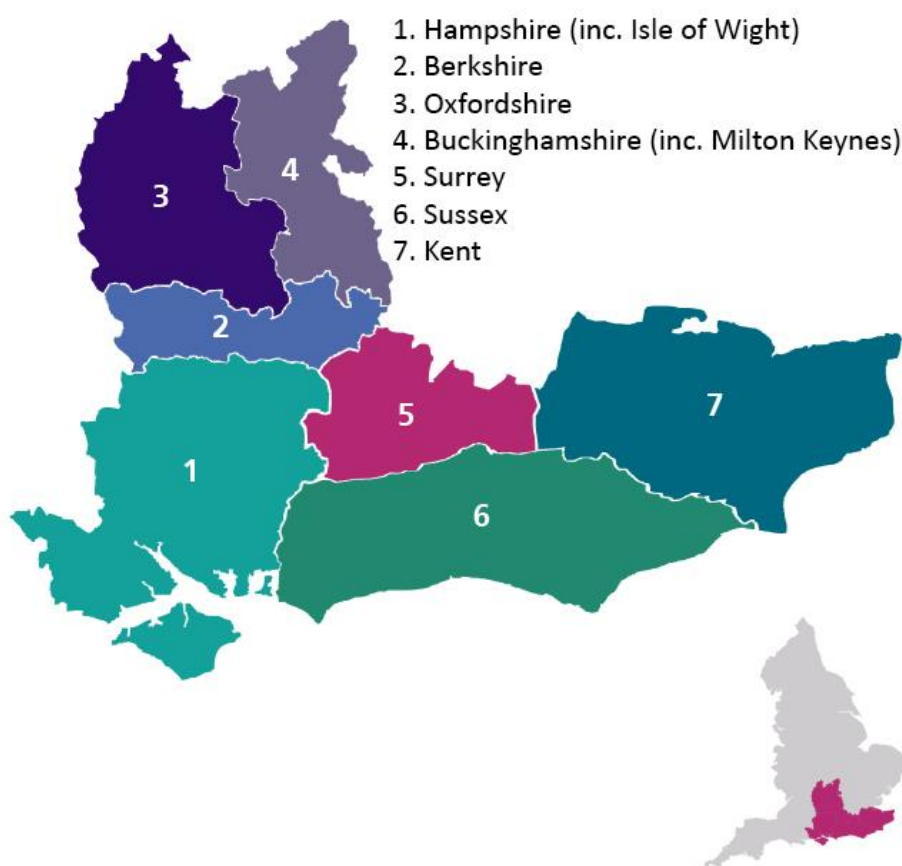 1. Hampshire (inc. Isle of Wight)
2. Berkshire
3. Oxfordshire
4. Buckinghamshire (inc. Milton Keynes)
5. Surrey
6. Sussex
7. Kent
3
4
2
5
7
1
6